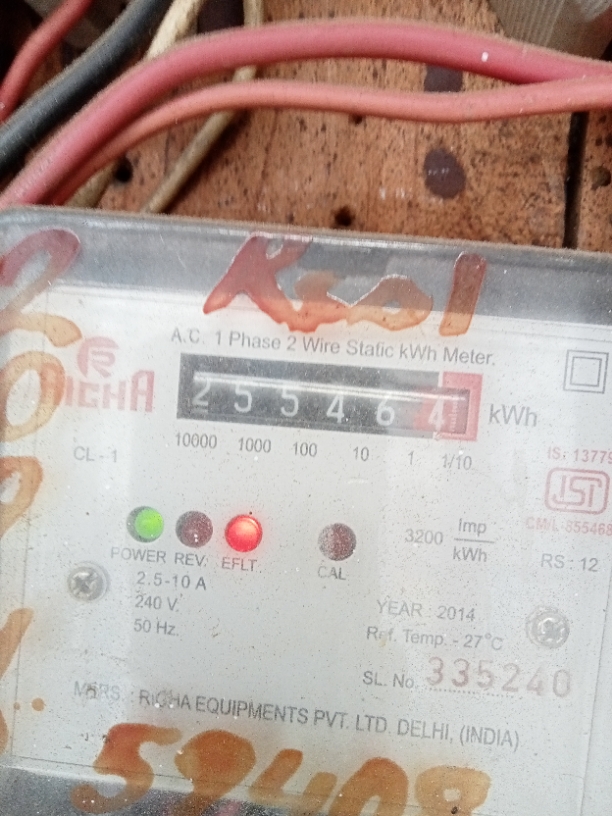 A.C. 1 Phase 2 Wire Static kWh Meter.
RICHA
2 5 5 4 6 4 kWh
10000 1000 100 10 1 1/10
CL - 1
IS: 13779
ISI
CM/L-855468
3200 Imp/kWh
RS : 12
POWER REV. EFLT. CAL
2.5-10 A
240 V.
50 Hz.
YEAR : 2014
Ref. Temp. - 27°C
SL. No. 335240
MFRS : RICHA EQUIPMENTS PVT. LTD. DELHI, (INDIA)